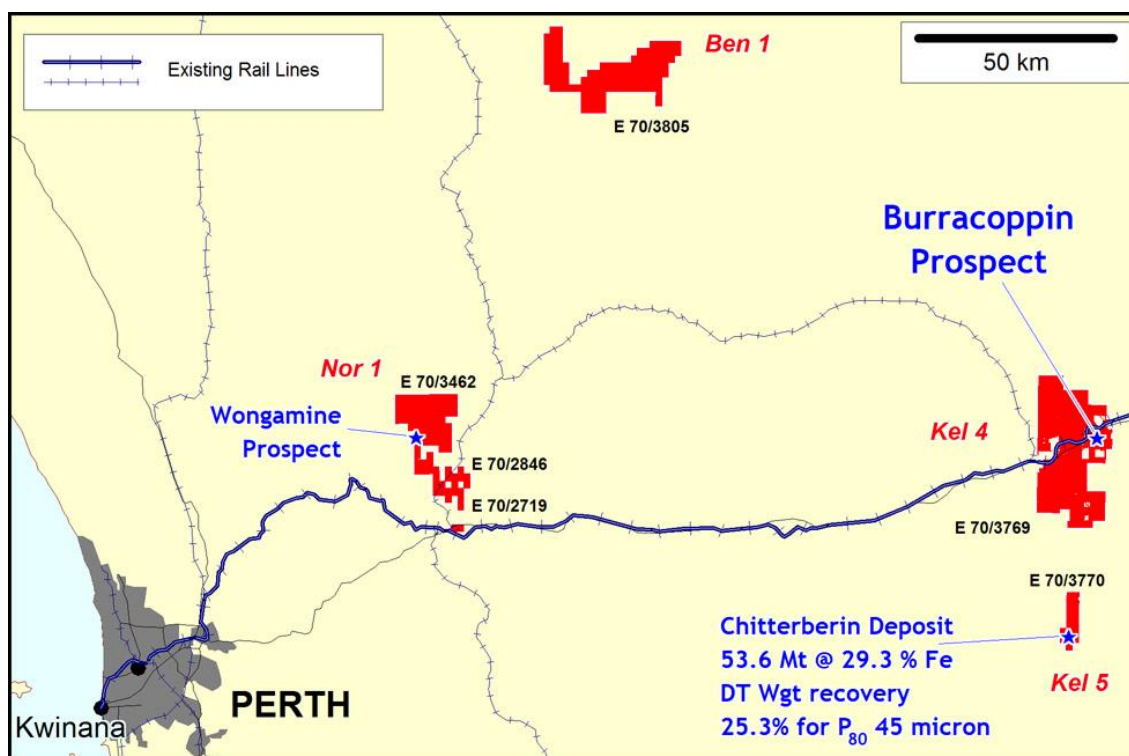 Existing Rail Lines
Ben 1
50 km
E 70/3805
Burracoppin
Prospect
Nor 1
E 70/3462
Wongamine
Prospect
Kel 4
E 70/2846
E 70/2719
E 70/3769
E 70/3770
Chitterberin Deposit
53.6 Mt @ 29.3 % Fe
DT Wgt recovery
25.3% for P80 45 micron
Kel 5
PERTH
Kwinana